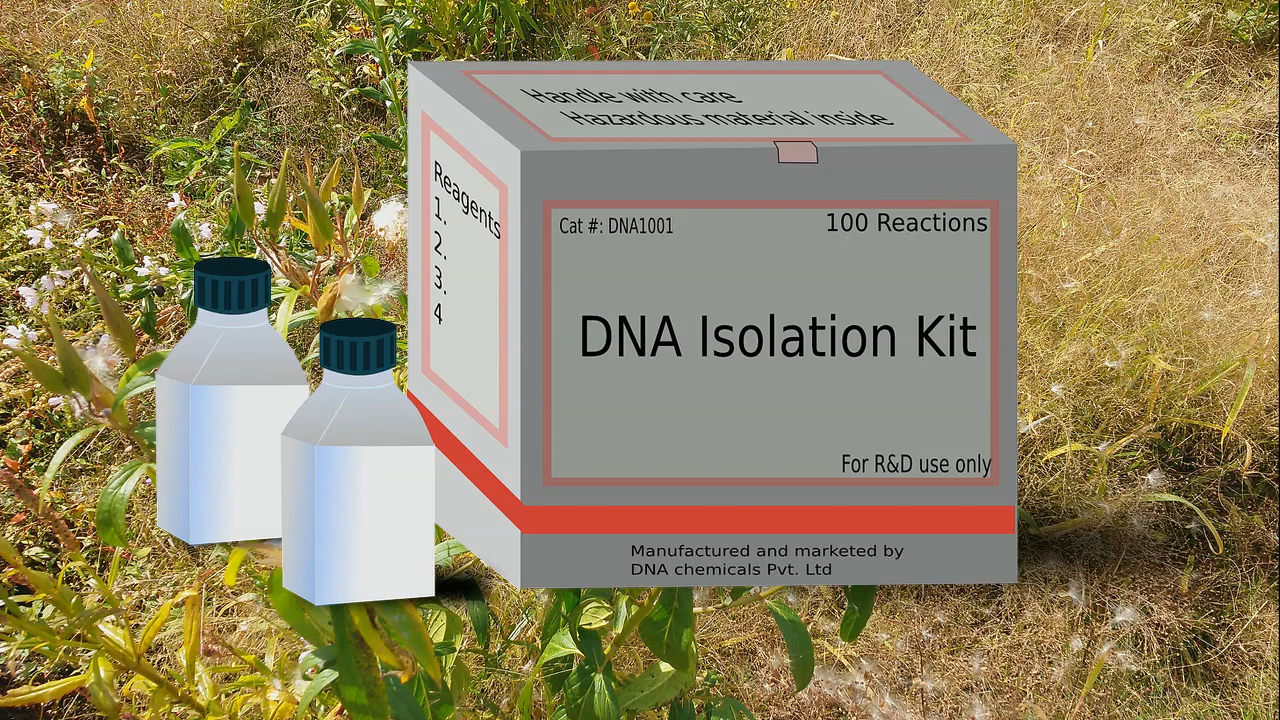 Handle with care
Hazardous material inside
Reagents
1.
2.
3.
4
Cat #: DNA1001
100 Reactions
DNA Isolation Kit
For R&D use only
Manufactured and marketed by
DNA chemicals Pvt. Ltd